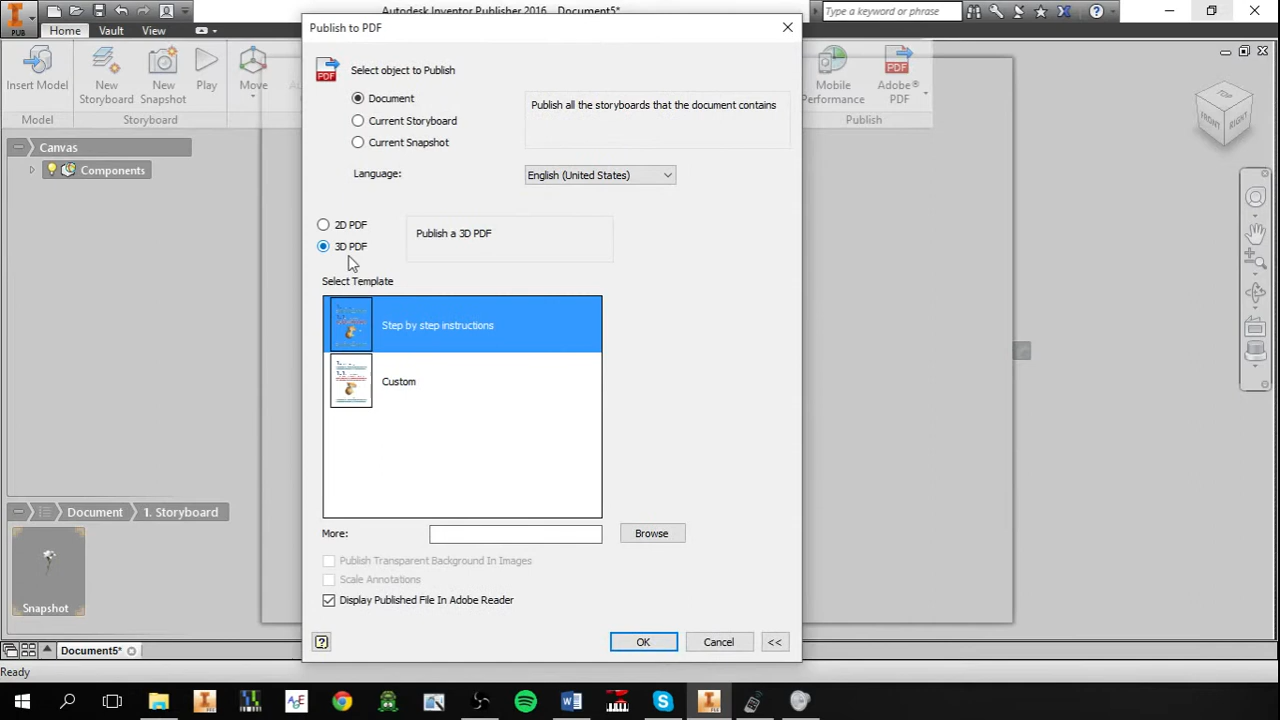 Autodesk Inventor Publisher 2016 Document5*
Type a keyword or phrase
PUB
Home Vault View
Insert Model
New Storyboard
New Snapshot
Play
Move
Mobile Performance
Adobe® PDF
Model
Storyboard
Publish
Canvas
Components
FRONT
RIGHT
Publish to PDF
PDF
Select object to Publish
Document
Publish all the storyboards that the document contains
Current Storyboard
Current Snapshot
Language:
English (United States)
2D PDF
Publish a 3D PDF
3D PDF
Select Template
Step by step instructions
Custom
More:
Browse
Publish Transparent Background In Images
Scale Annotations
Display Published File In Adobe Reader
OK
Cancel
<<
Document
1. Storyboard
Snapshot
Document5*
Ready